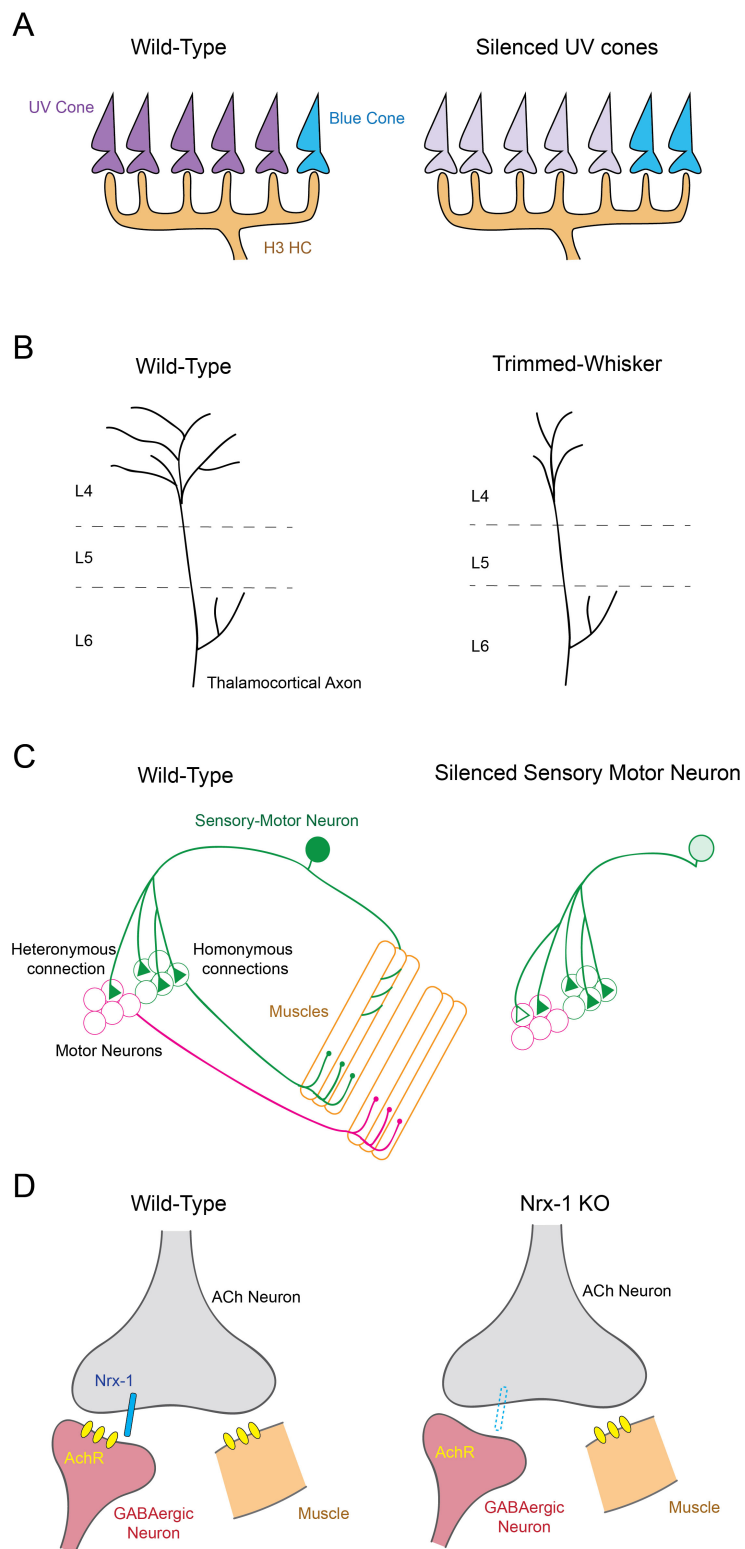 A
Wild-Type
Silenced UV cones
UV Cone
Blue Cone
H3 HC
B
Wild-Type
Trimmed-Whisker
L4
L4
L5
L5
L6
L6
Thalamocortical Axon
C
Wild-Type
Silenced Sensory Motor Neuron
Sensory-Motor Neuron
Heteronymous
connection
Homonymous
connections
Muscles
Motor Neurons
D
Wild-Type
Nrx-1 KO
ACh Neuron
ACh Neuron
Nrx-1
AchR
AchR
GABAergic
Neuron
Muscle
GABAergic
Neuron
Muscle